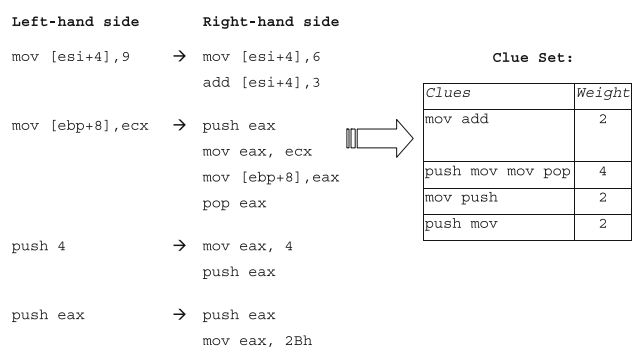 Left-hand side Right-hand side
mov [esi+4],9 → mov [esi+4],6
add [esi+4],3
mov [ebp+8],ecx → push eax
mov eax, ecx
mov [ebp+8],eax
pop eax
push 4 → mov eax, 4
push eax
push eax → push eax
mov eax, 2Bh
Clue Set:
Clues Weight
mov add 2
push mov mov pop 4
mov push 2
push mov 2